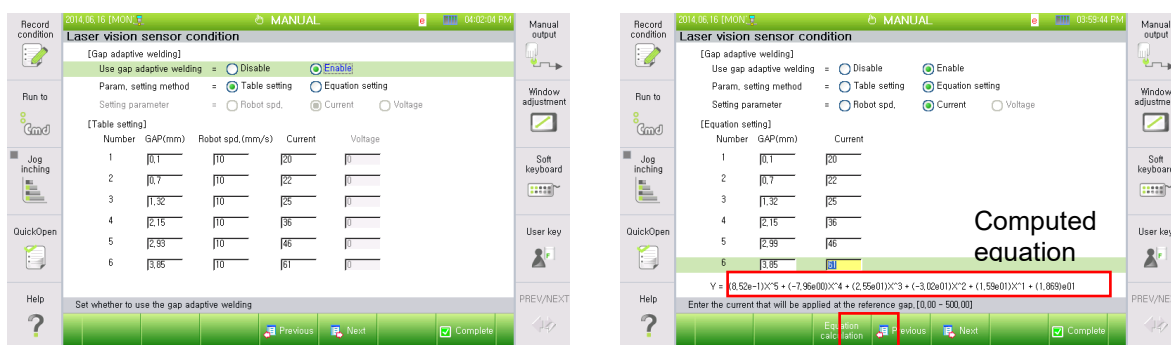 Record condition
Run to
Jog inching
QuickOpen
Help
2014,06,16 [MON]
MANUAL
e
04:02:04 PM
Laser vision sensor condition
[Gap adaptive welding]
Use gap adaptive welding = Disable Enable
Param, setting method = Table setting Equation setting
Setting parameter = Robot spd, Current Voltage
[Table setting]
Number GAP(mm) Robot spd,(mm/s) Current Voltage
1 0,1 10 20 0
2 0,7 10 22 0
3 1,32 10 25 0
4 2,15 10 36 0
5 2,93 10 46 0
6 3,85 10 61 0
Set whether to use the gap adaptive welding
Previous Next Complete
Manual output
Window adjustment
Soft keyboard
User key
PREV/NEXT
Record condition
Run to
Jog inching
QuickOpen
Help
2014,06,16 [MON]
MANUAL
e
03:59:44 PM
Laser vision sensor condition
[Gap adaptive welding]
Use gap adaptive welding = Disable Enable
Param, setting method = Table setting Equation setting
Setting parameter = Robot spd, Current Voltage
[Equation setting]
Number GAP(mm) Current
1 0,1 20
2 0,7 22
3 1,32 25
4 2,15 36
5 2,99 46
6 3,85 61
Computed
equation
Y = (8,52e-1)X^5 + (-7,96e00)X^4 + (2,55e01)X^3 + (-3,02e01)X^2 + (1,59e01)X^1 + (1,869)e01
Enter the current that will be applied at the reference gap, [0,00 - 500,00]
Equation calculation Previous Next Complete
Manual output
Window adjustme
Soft keyboard
User key
PREV/NEXT